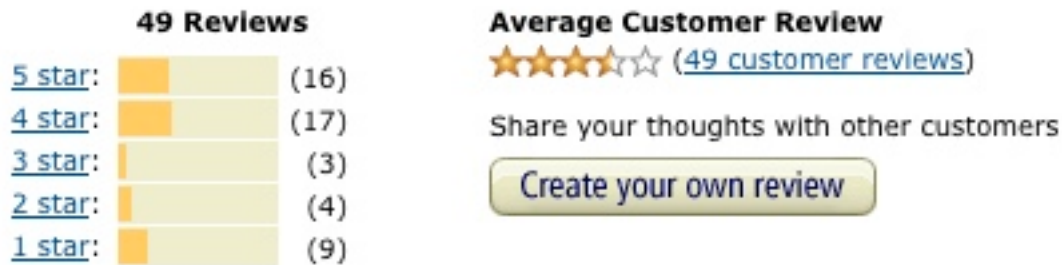 49 Reviews
5 star: (16)
4 star: (17)
3 star: (3)
2 star: (4)
1 star: (9)
Average Customer Review
(49 customer reviews)
Share your thoughts with other customers
Create your own review